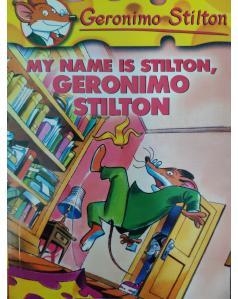 Geronimo Stilton
MY NAME IS STILTON,
GERONIMO
STILTON